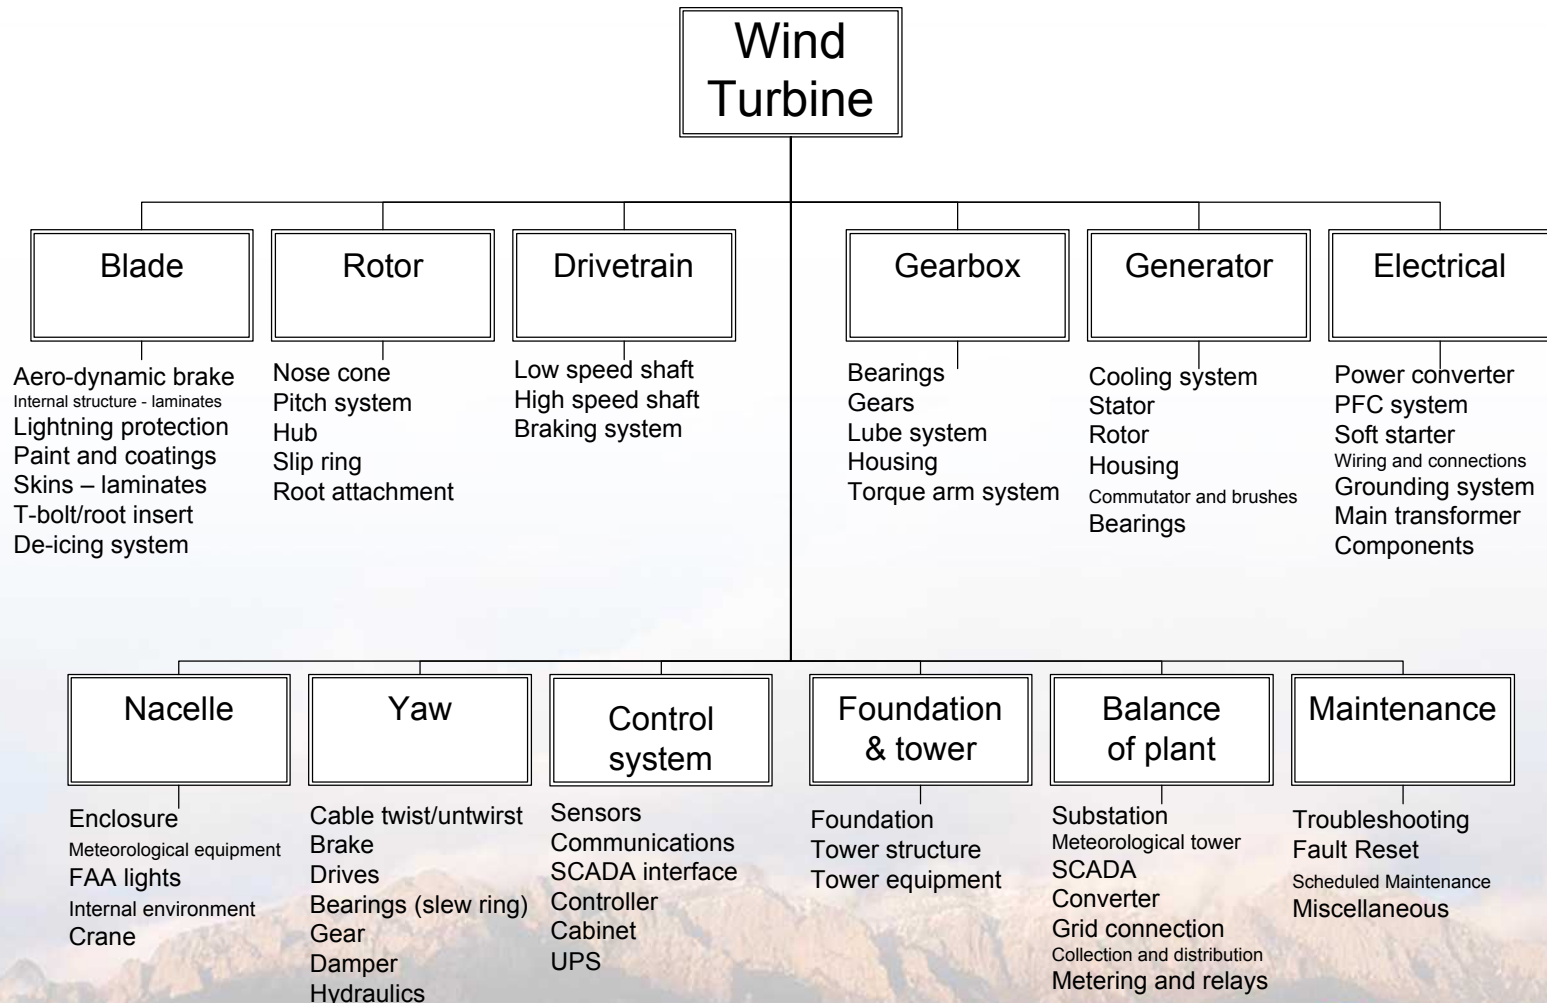 Wind
Turbine
Blade
Aero-dynamic brake
Internal structure - laminates
Lightning protection
Paint and coatings
Skins – laminates
T-bolt/root insert
De-icing system
Rotor
Nose cone
Pitch system
Hub
Slip ring
Root attachment
Drivetrain
Low speed shaft
High speed shaft
Braking system
Gearbox
Bearings
Gears
Lube system
Housing
Torque arm system
Generator
Cooling system
Stator
Rotor
Housing
Commutator and brushes
Bearings
Electrical
Power converter
PFC system
Soft starter
Wiring and connections
Grounding system
Main transformer
Components
Nacelle
Enclosure
Meteorological equipment
FAA lights
Internal environment
Crane
Yaw
Cable twist/untwirst
Brake
Drives
Bearings (slew ring)
Gear
Damper
Hydraulics
Control
system
Sensors
Communications
SCADA interface
Controller
Cabinet
UPS
Foundation
& tower
Foundation
Tower structure
Tower equipment
Balance
of plant
Substation
Meteorological tower
SCADA
Converter
Grid connection
Collection and distribution
Metering and relays
Maintenance
Troubleshooting
Fault Reset
Scheduled Maintenance
Miscellaneous